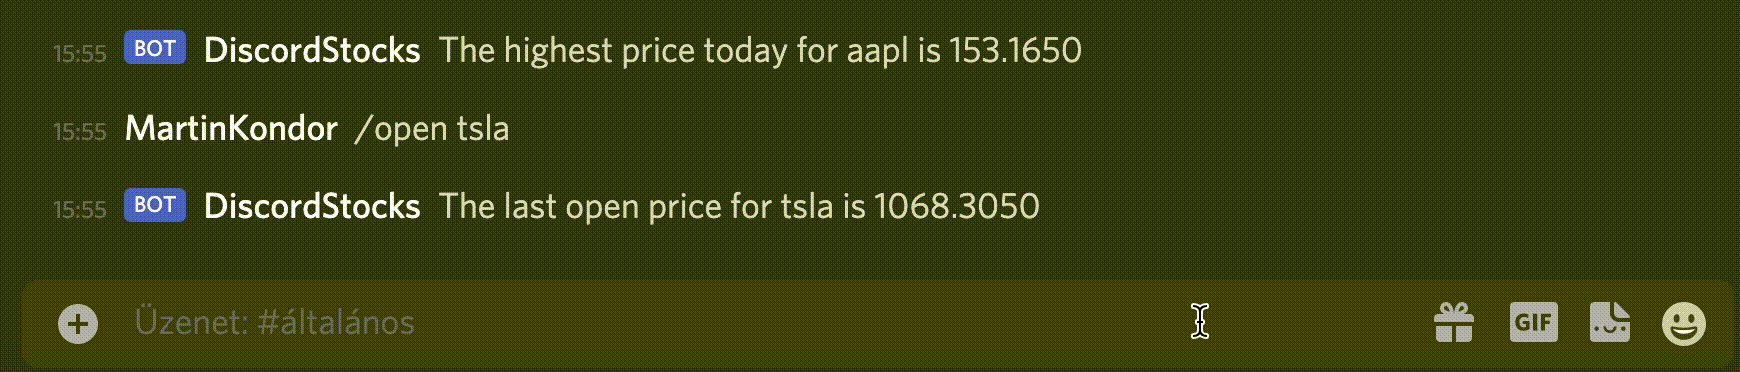 15:55 BOT DiscordStocks The highest price today for aapl is 153.1650
15:55 MartinKondor /open tsla
15:55 BOT DiscordStocks The last open price for tsla is 1068.3050
Üzenet: #általános GIF